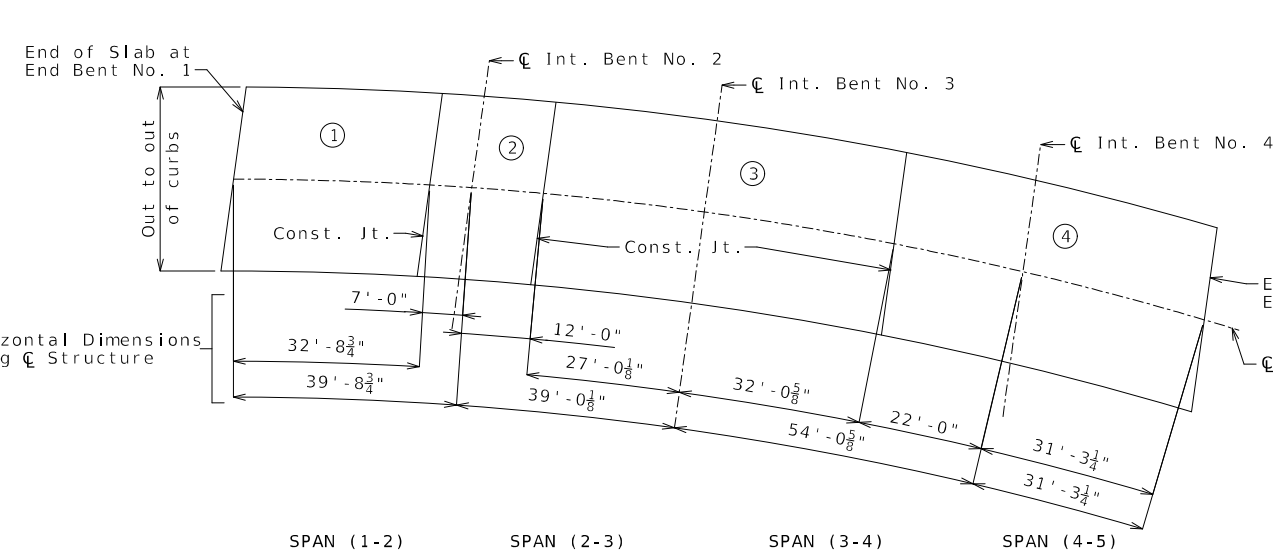 End of Slab at
End Bent No. 1
℄ Int. Bent No. 2
℄ Int. Bent No. 3
℄ Int. Bent No. 4
Out to out
of curbs
1
2
3
4
Const. Jt.
Const. Jt.
7'-0"
12'-0"
32'-8¾"
27'-0⅛"
32'-0⅝"
22'-0"
31'-3¼"
39'-8¾"
39'-0⅛"
54'-0⅝"
31'-3¼"
zontal Dimensions
g ℄ Structure
E
E
℄
SPAN (1-2)
SPAN (2-3)
SPAN (3-4)
SPAN (4-5)